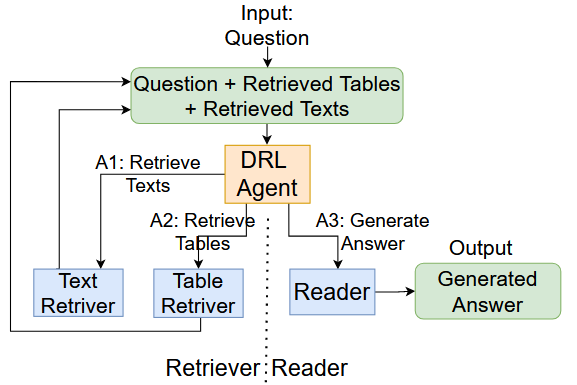 Input:
Question
Question + Retrieved Tables
+ Retrieved Texts
DRL
Agent
A1: Retrieve
Texts
A2: Retrieve
Tables
A3: Generate
Answer
Text
Retriver
Table
Retriver
Reader
Output
Generated
Answer
Retriever
Reader